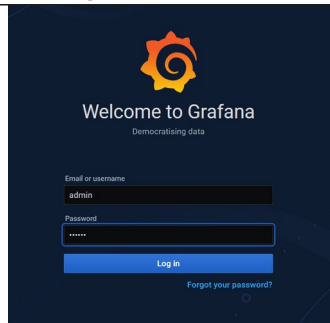 Welcome to Grafana
Democratising data
Email or username
admin
Password
••••••
Log in
Forgot your password?